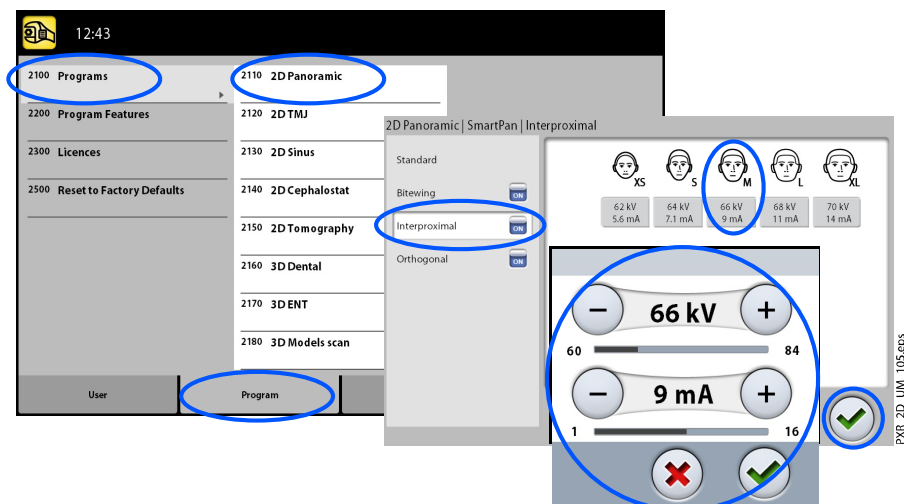 12:43
2100 Programs
2200 Program Features
2300 Licences
2500 Reset to Factory Defaults
2110 2D Panoramic
2120 2D TMJ
2130 2D Sinus
2140 2D Cephalostat
2150 2D Tomography
2160 3D Dental
2170 3D ENT
2180 3D Models scan
User
Program
2D Panoramic | SmartPan | Interproximal
Standard
Bitewing ON
Interproximal ON
Orthogonal ON
XS S M L XL
62 kV 64 kV 66 kV 68 kV 70 kV
5.6 mA 7.1 mA 9 mA 11 mA 14 mA
− 66 kV +
60 84
− 9 mA +
1 16
PXR_2D_UM_105.eps